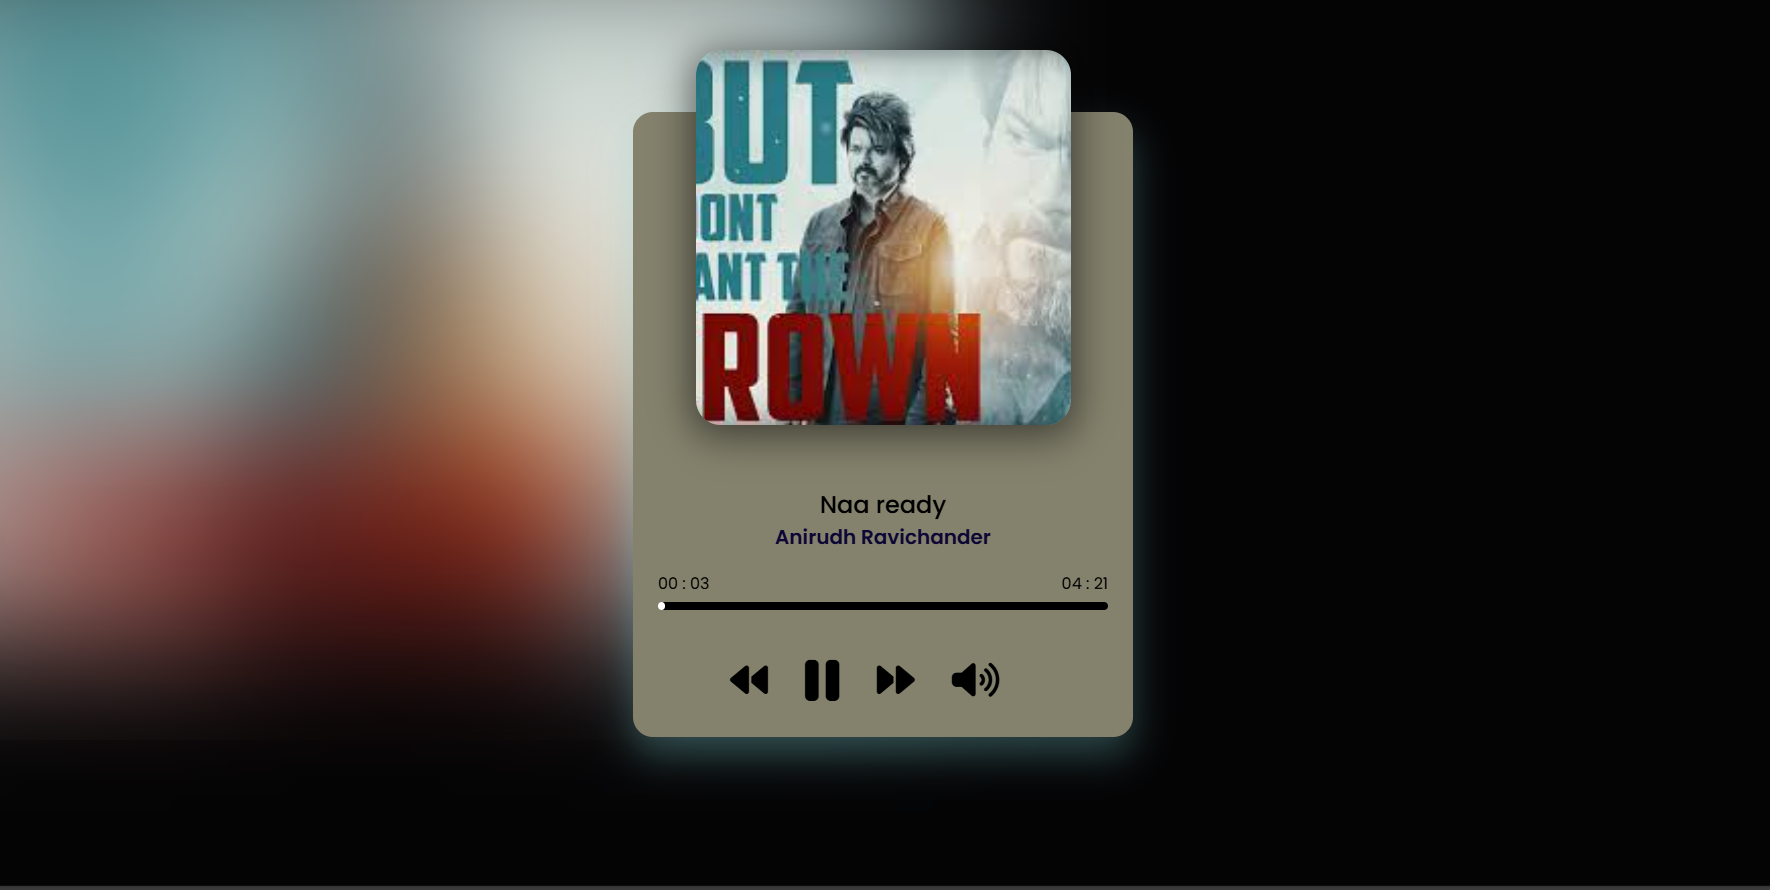 BUT
ONT
ANT THE
ROWN
Naa ready
Anirudh Ravichander
00 : 03 04 : 21